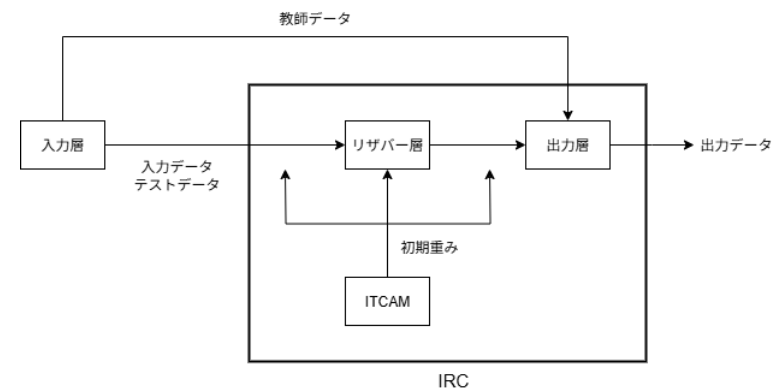 教師データ
入力層
リザバー層
出力層
出力データ
入力データ
テストデータ
初期重み
ITCAM
IRC